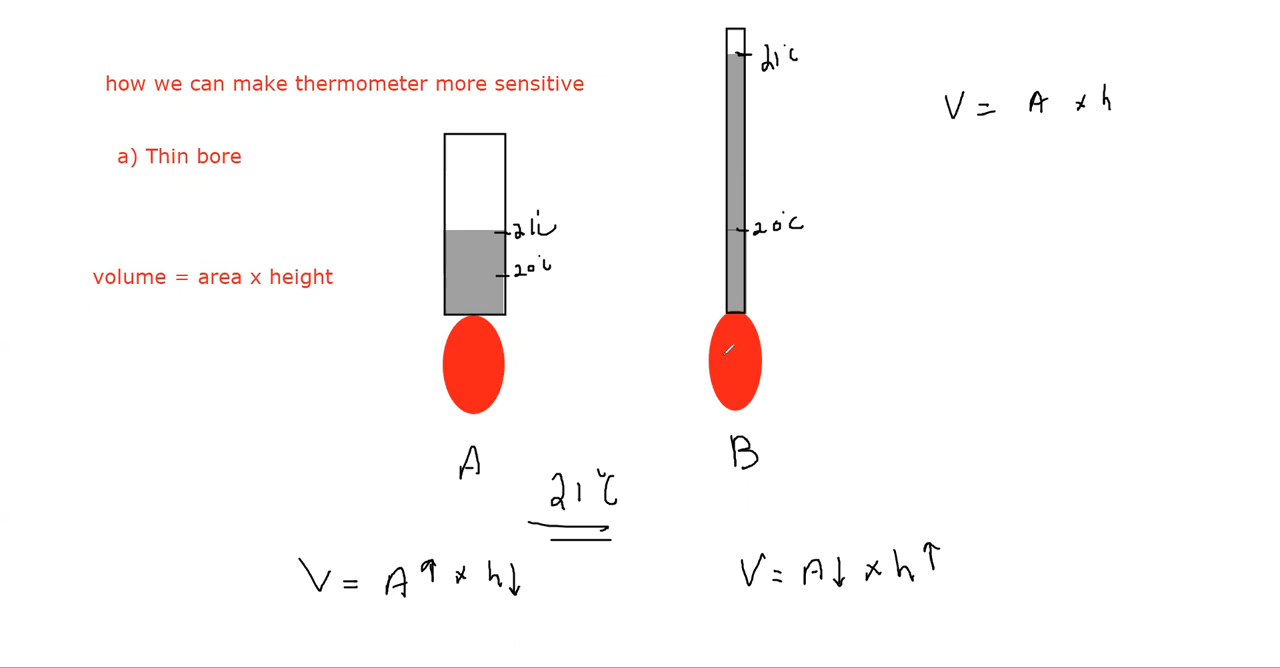 how we can make thermometer more sensitive
a) Thin bore
volume = area x height
21°C
20°C
A
21°C
20°C
B
V = A x h
21°C
V = A↑ x h↓
V = A↓ x h↑